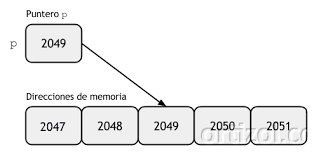 Puntero p
p 2049
Direcciones de memoria
2047 2048 2049 2050 2051